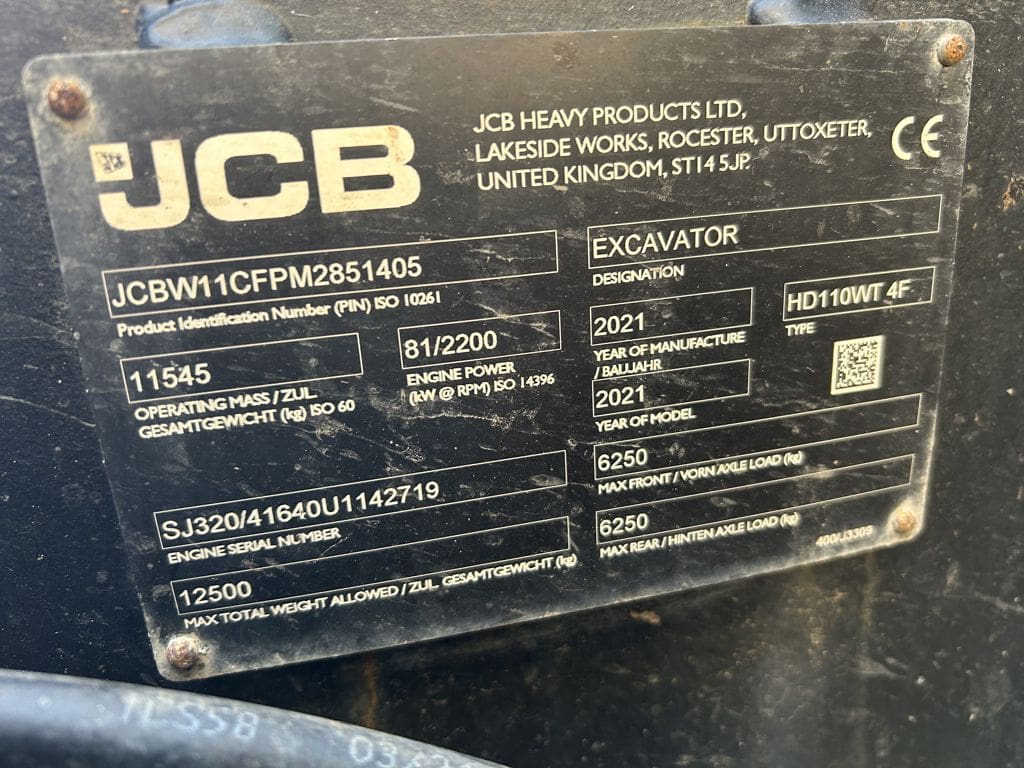 JCB
JCB HEAVY PRODUCTS LTD,
LAKESIDE WORKS, ROCESTER, UTTOXETER,
UNITED KINGDOM, ST14 5JP.
CE
JCBW11CFPM2851405
Product Identification Number (PIN) ISO 10261
EXCAVATOR
DESIGNATION
11545
OPERATING MASS / ZUL.
GESAMTGEWICHT (kg) ISO 60
81/2200
ENGINE POWER
(kW @ RPM) ISO 14396
2021
YEAR OF MANUFACTURE
/ BAUJAHR
HD110WT 4F
TYPE
2021
YEAR OF MODEL
SJ320/41640U1142719
ENGINE SERIAL NUMBER
6250
MAX FRONT / VORN AXLE LOAD (kg)
12500
MAX TOTAL WEIGHT ALLOWED / ZUL. GESAMTGEWICHT (kg)
6250
MAX REAR / HINTEN AXLE LOAD (kg)
400/J3309